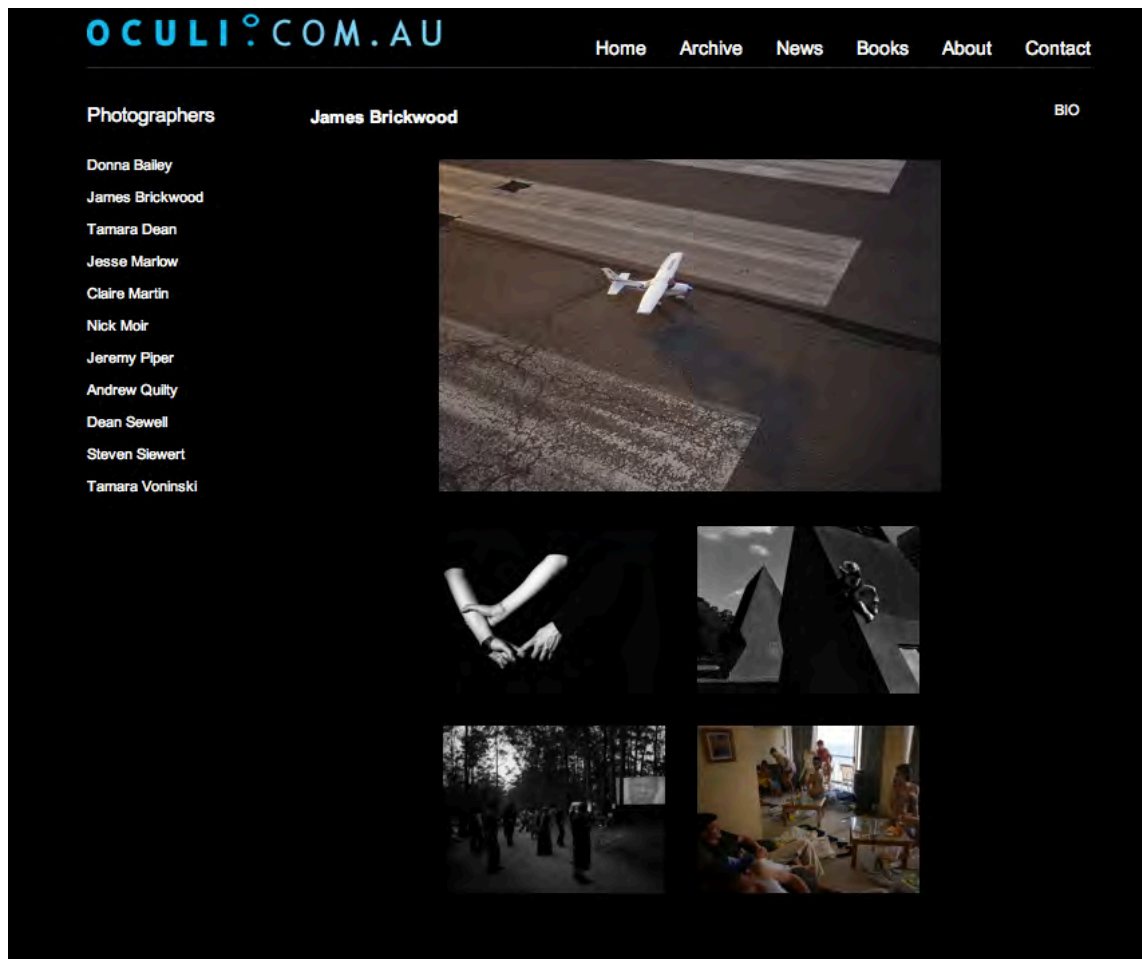 OCULI.COM.AU
Home Archive News Books About Contact
Photographers
Donna Bailey
James Brickwood
Tamara Dean
Jesse Marlow
Claire Martin
Nick Moir
Jeremy Piper
Andrew Quilty
Dean Sewell
Steven Siewert
Tamara Voninski
James Brickwood
BIO